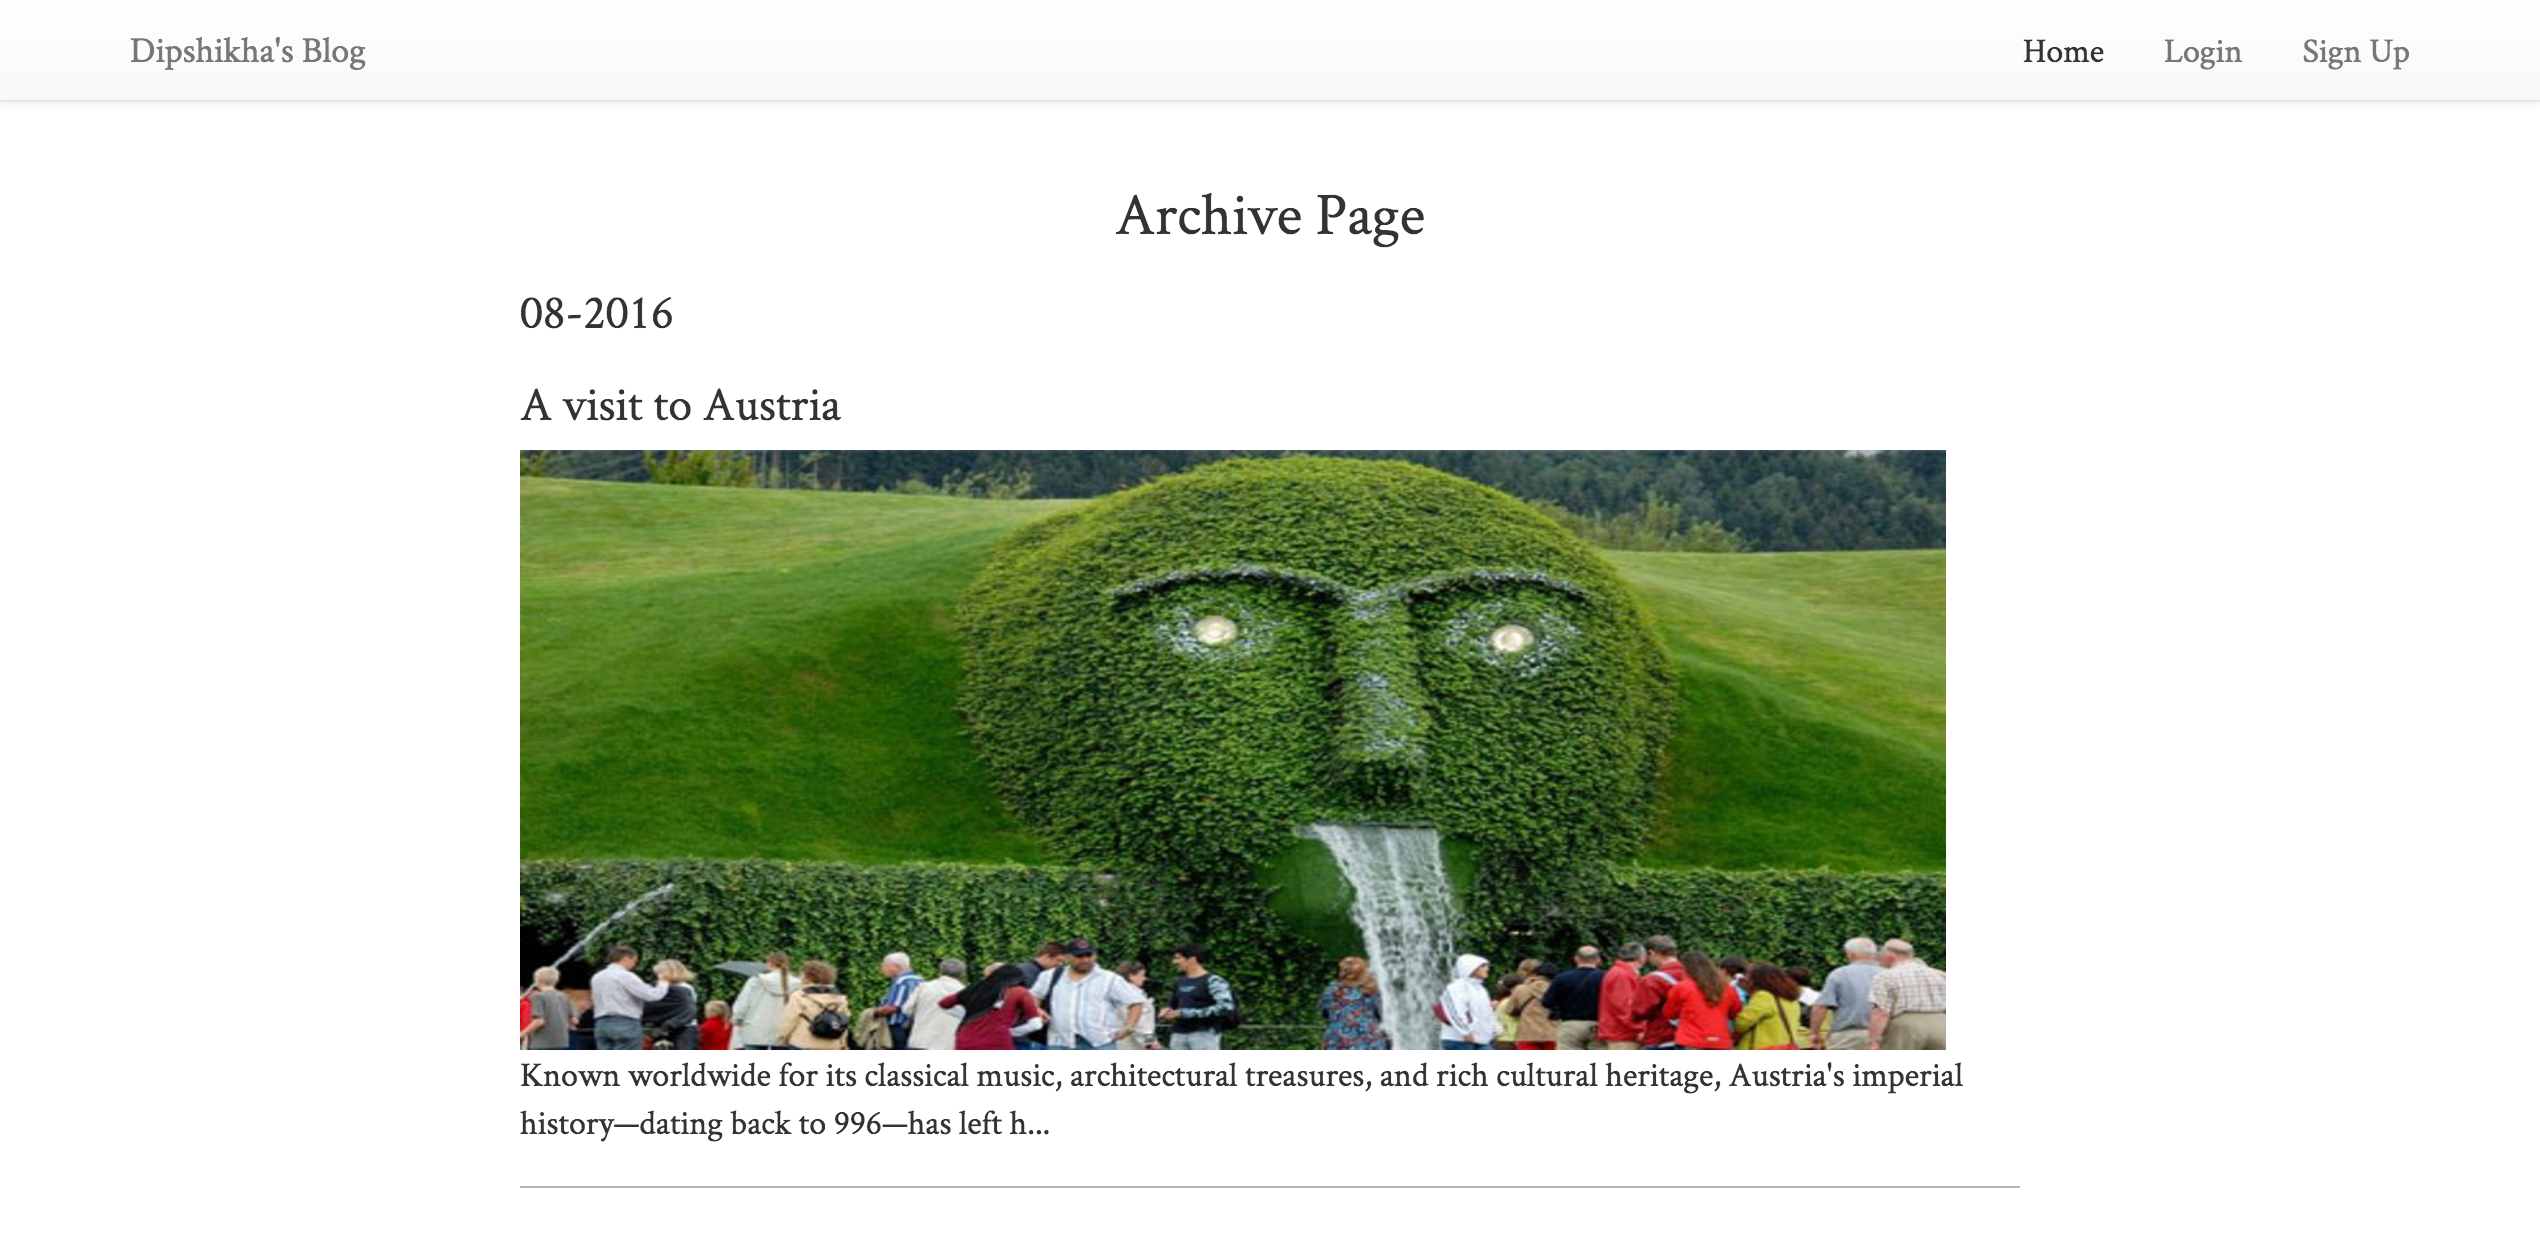 Dipshikha's Blog
Home
Login
Sign Up
Archive Page
08-2016
A visit to Austria
Known worldwide for its classical music, architectural treasures, and rich cultural heritage, Austria's imperial
history—dating back to 996—has left h...